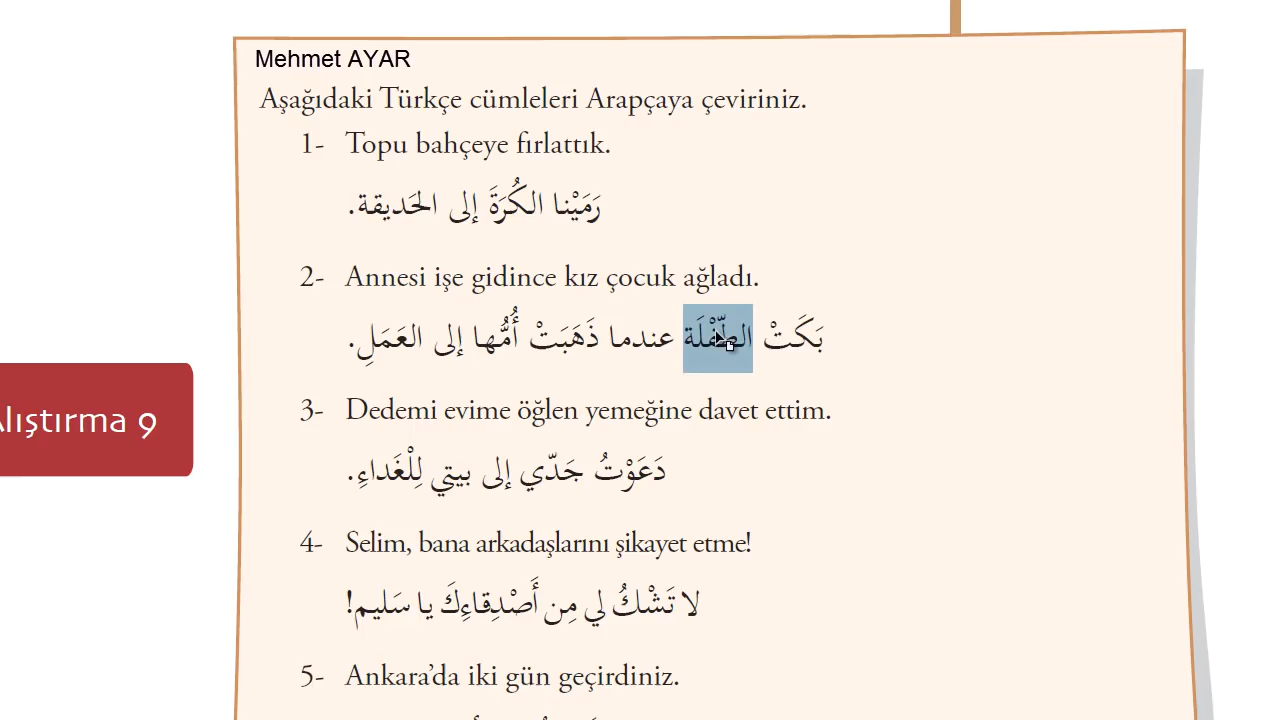 Mehmet AYAR
Aşağıdaki Türkçe cümleleri Arapçaya çeviriniz.
1- Topu bahçeye fırlattık.
رَمَيْنا الكُرَةَ إلى الحَديقة.
2- Annesi işe gidince kız çocuk ağladı.
بَكَتْ الطِّفْلَة عندما ذَهَبَتْ أُمُّها إلى العَمَلِ.
3- Dedemi evime öğlen yemeğine davet ettim.
دَعَوْتُ جَدّي إلى بيتي لِلْغَداءِ.
4- Selim, bana arkadaşlarını şikayet etme!
لا تَشْكُ لي مِن أَصْدِقاءِكَ يا سَليم!
5- Ankara’da iki gün geçirdiniz.
lıştırma 9